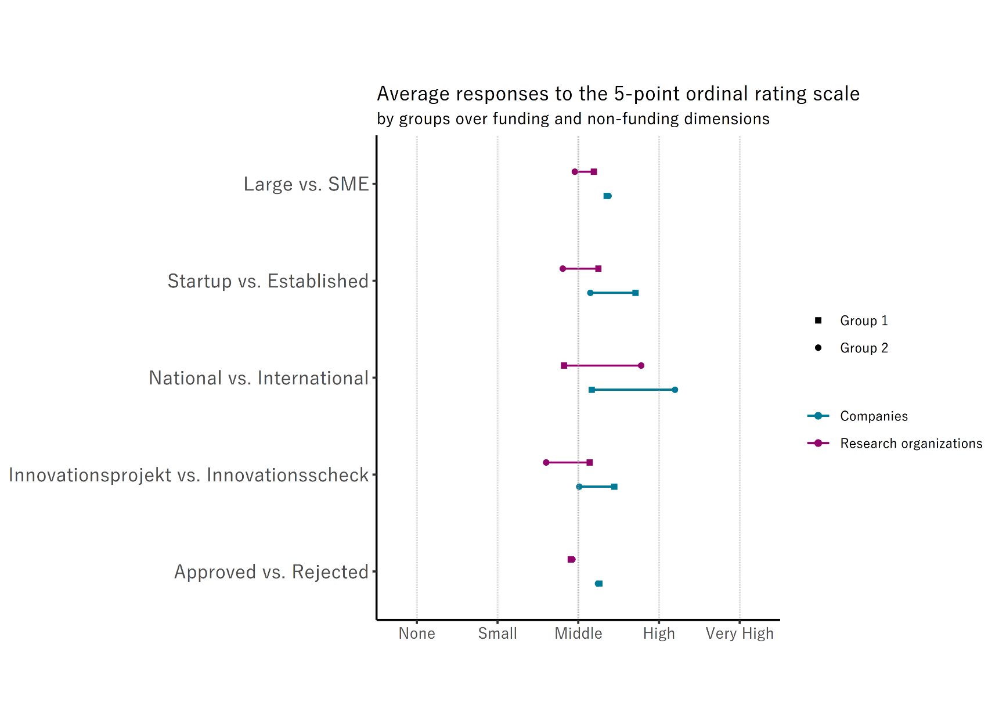 Average responses to the 5-point ordinal rating scale
by groups over funding and non-funding dimensions
Large vs. SME
Startup vs. Established
National vs. International
Innovationsprojekt vs. Innovationsscheck
Approved vs. Rejected
None
Small
Middle
High
Very High
Group 1
Group 2
Companies
Research organizations